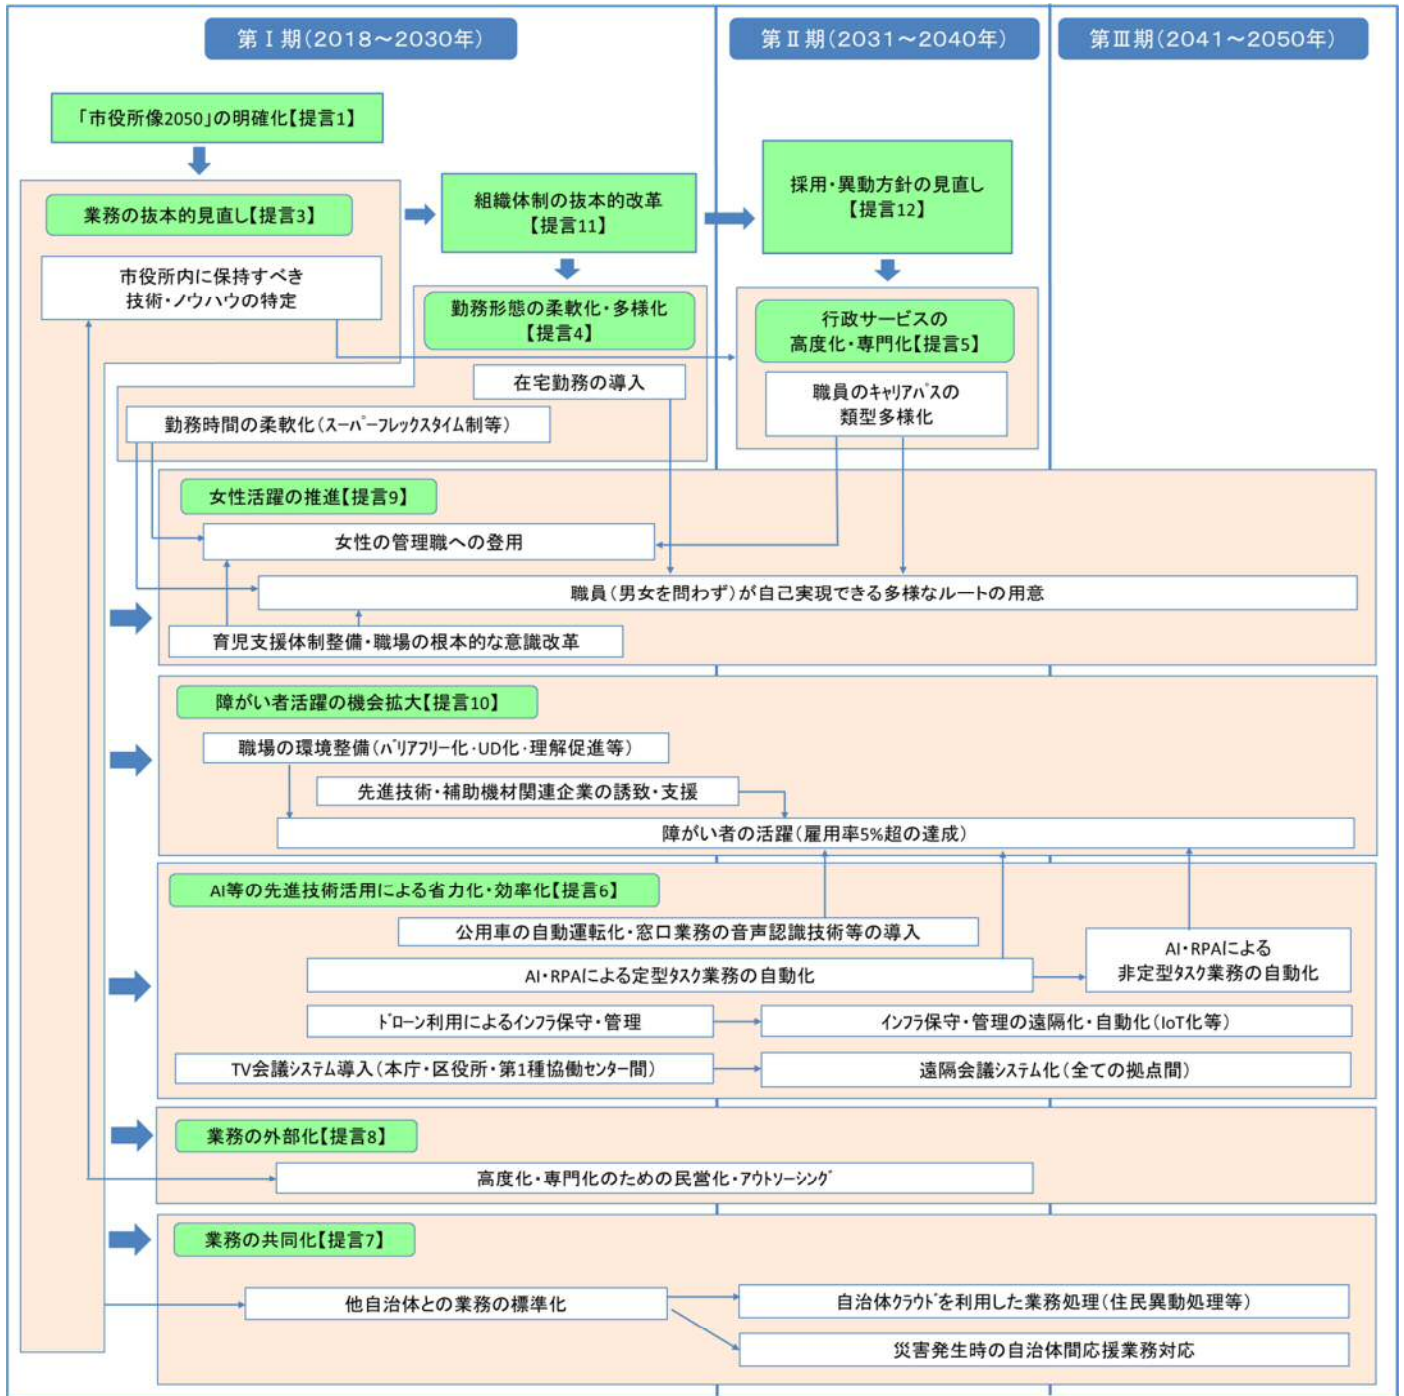 第Ⅰ期(2018～2030年)
第Ⅱ期(2031～2040年)
第Ⅲ期(2041～2050年)
「市役所像2050」の明確化【提言1】
業務の抜本的見直し【提言3】
市役所内に保持すべき
技術・ノウハウの特定
組織体制の抜本的改革
【提言11】
採用・異動方針の見直し
【提言12】
勤務形態の柔軟化・多様化
【提言4】
在宅勤務の導入
勤務時間の柔軟化(スーパーフレックスタイム制等)
行政サービスの
高度化・専門化【提言5】
職員のキャリアパスの
類型多様化
女性活躍の推進【提言9】
女性の管理職への登用
職員(男女を問わず)が自己実現できる多様なルートの用意
育児支援体制整備・職場の根本的な意識改革
障がい者活躍の機会拡大【提言10】
職場の環境整備(バリアフリー化・UD化・理解促進等)
先進技術・補助機材関連企業の誘致・支援
障がい者の活躍(雇用率5%超の達成)
AI等の先進技術活用による省力化・効率化【提言6】
公用車の自動運転化・窓口業務の音声認識技術等の導入
AI・RPAによる定型タスク業務の自動化
AI・RPAによる
非定型タスク業務の自動化
ドローン利用によるインフラ保守・管理
インフラ保守・管理の遠隔化・自動化(IoT化等)
TV会議システム導入(本庁・区役所・第1種協働センター間)
遠隔会議システム化(全ての拠点間)
業務の外部化【提言8】
高度化・専門化のための民営化・アウトソーシング
業務の共同化【提言7】
他自治体との業務の標準化
自治体クラウドを利用した業務処理(住民異動処理等)
災害発生時の自治体間応援業務対応